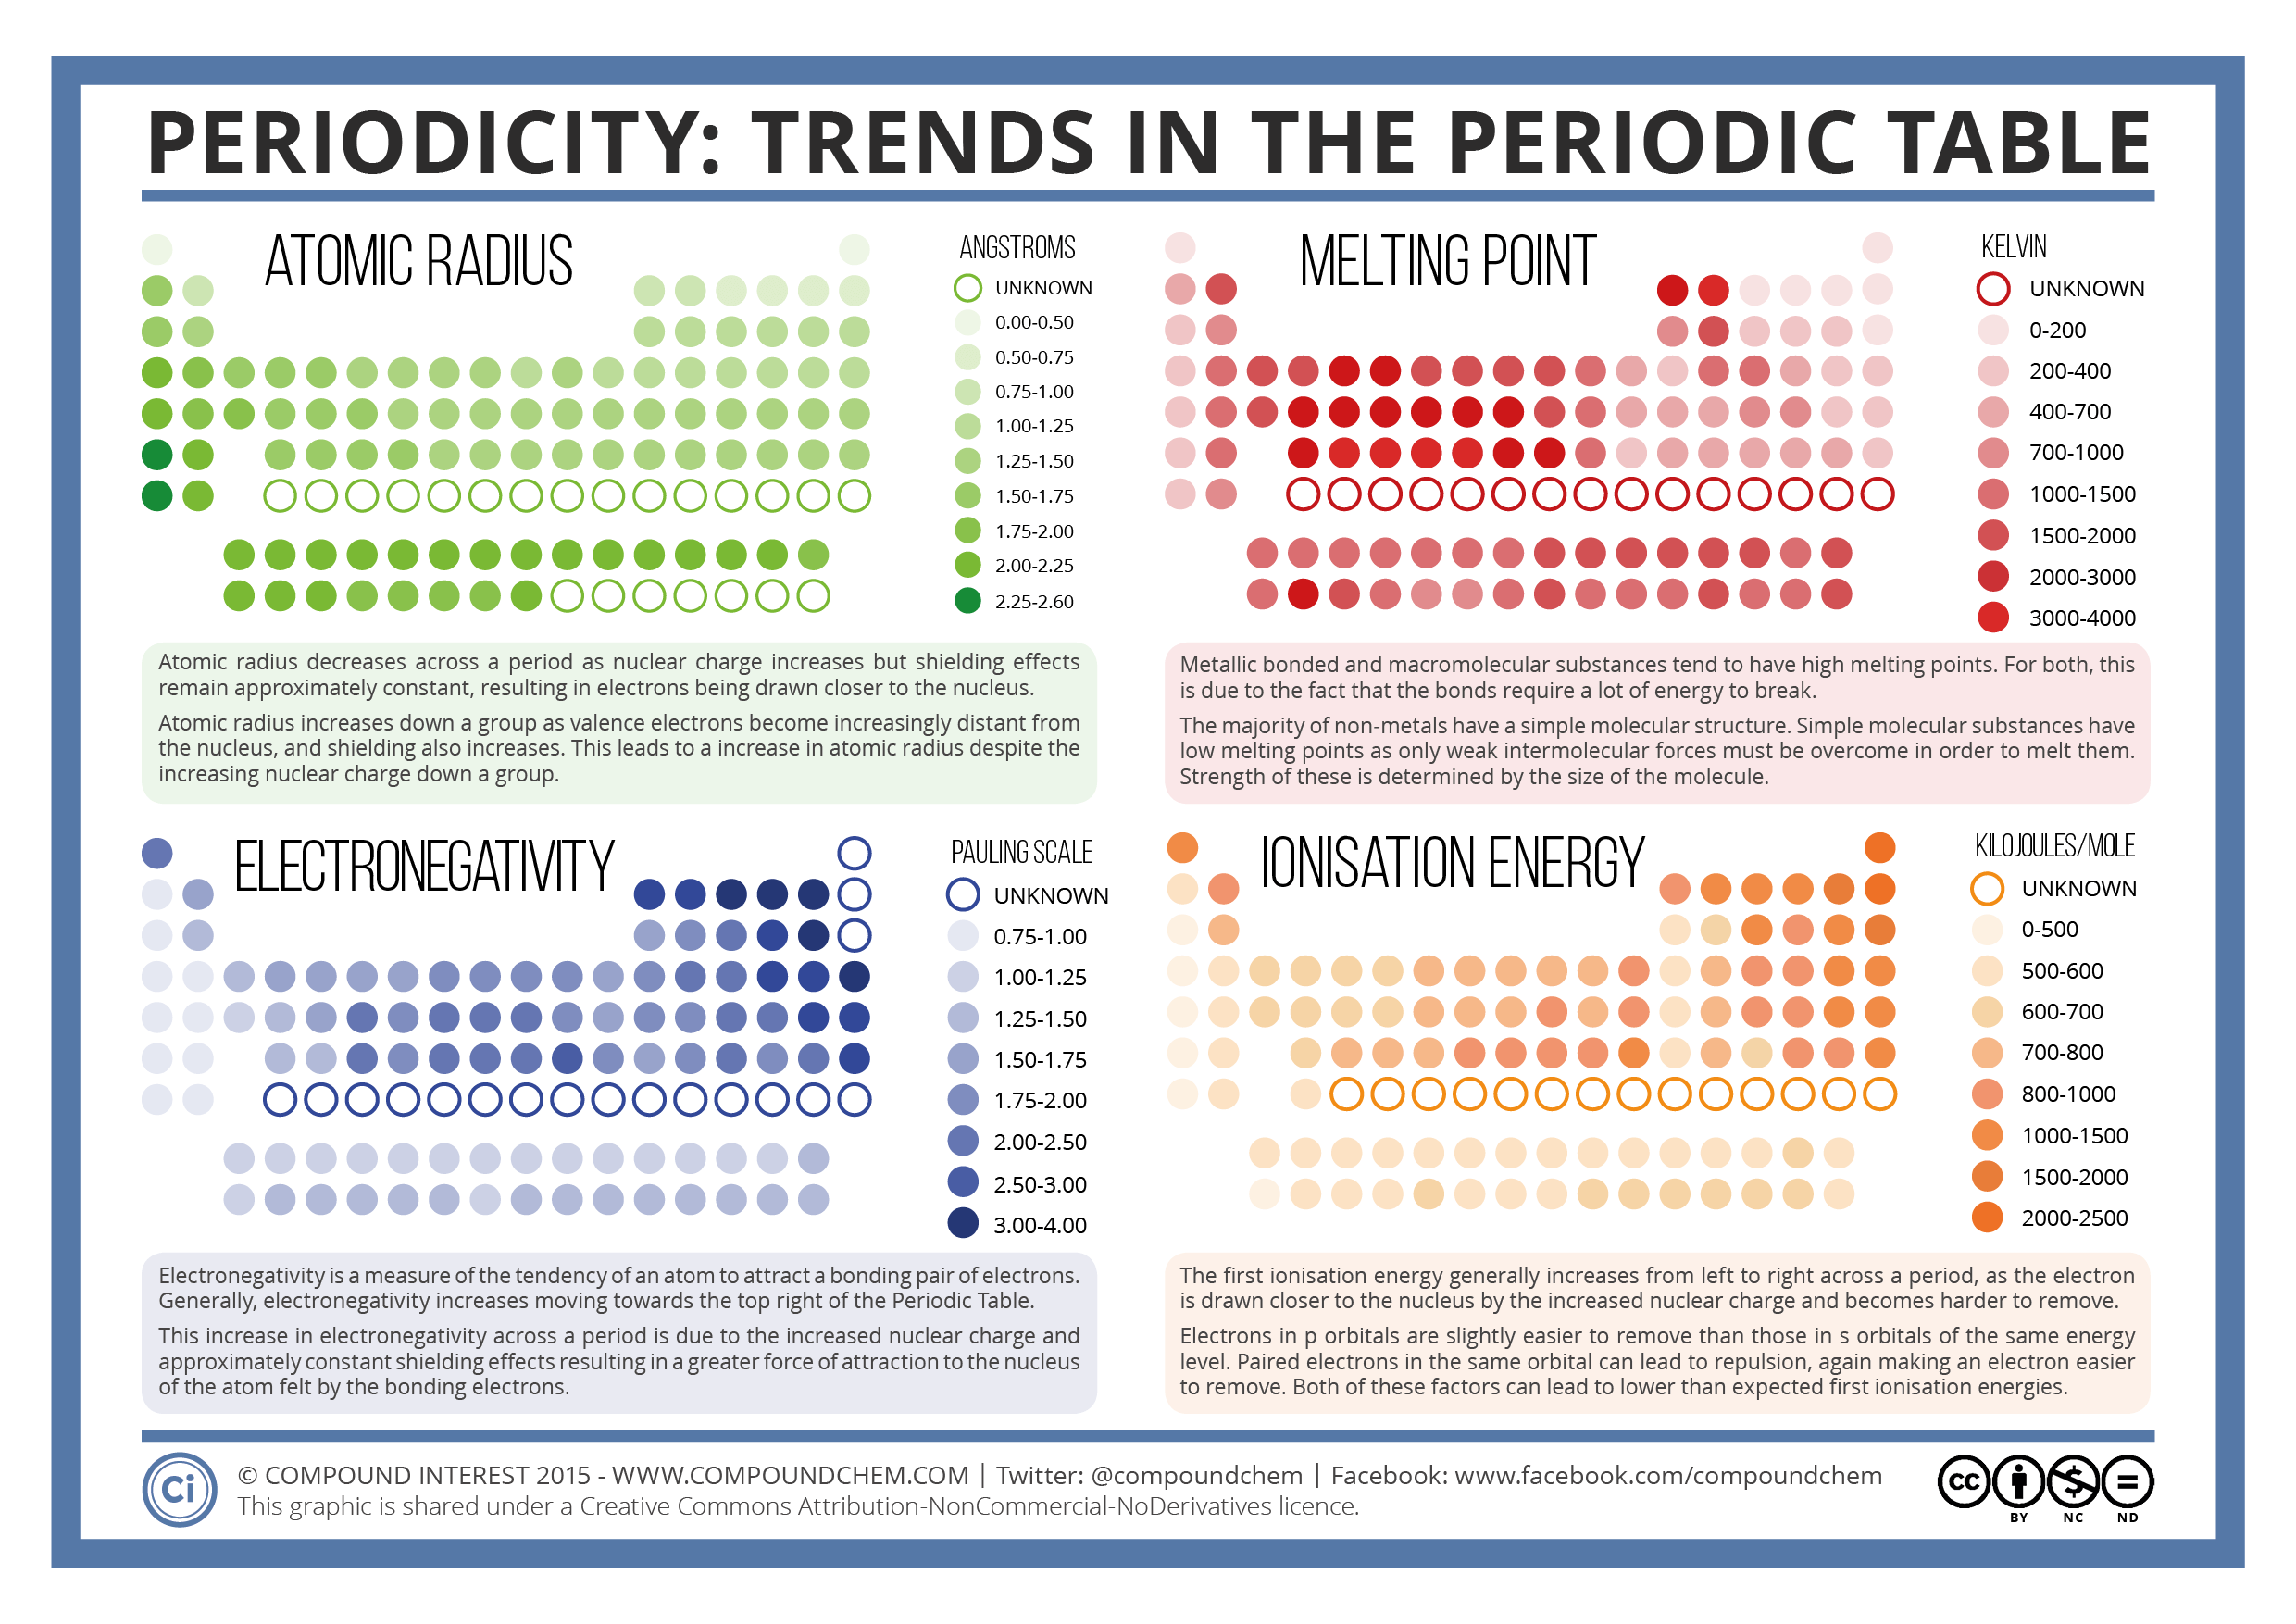 PERIODICITY: TRENDS IN THE PERIODIC TABLE
ATOMIC RADIUS
ANGSTROMS
UNKNOWN
0.00-0.50
0.50-0.75
0.75-1.00
1.00-1.25
1.25-1.50
1.50-1.75
1.75-2.00
2.00-2.25
2.25-2.60
Atomic radius decreases across a period as nuclear charge increases but shielding effects
remain approximately constant, resulting in electrons being drawn closer to the nucleus.
Atomic radius increases down a group as valence electrons become increasingly distant from
the nucleus, and shielding also increases. This leads to a increase in atomic radius despite the
increasing nuclear charge down a group.
MELTING POINT
KELVIN
UNKNOWN
0-200
200-400
400-700
700-1000
1000-1500
1500-2000
2000-3000
3000-4000
Metallic bonded and macromolecular substances tend to have high melting points. For both, this
is due to the fact that the bonds require a lot of energy to break.
The majority of non-metals have a simple molecular structure. Simple molecular substances have
low melting points as only weak intermolecular forces must be overcome in order to melt them.
Strength of these is determined by the size of the molecule.
ELECTRONEGATIVITY
PAULING SCALE
UNKNOWN
0.75-1.00
1.00-1.25
1.25-1.50
1.50-1.75
1.75-2.00
2.00-2.50
2.50-3.00
3.00-4.00
Electronegativity is a measure of the tendency of an atom to attract a bonding pair of electrons.
Generally, electronegativity increases moving towards the top right of the Periodic Table.
This increase in electronegativity across a period is due to the increased nuclear charge and
approximately constant shielding effects resulting in a greater force of attraction to the nucleus
of the atom felt by the bonding electrons.
IONISATION ENERGY
KILOJOULES/MOLE
UNKNOWN
0-500
500-600
600-700
700-800
800-1000
1000-1500
1500-2000
2000-2500
The first ionisation energy generally increases from left to right across a period, as the electron
is drawn closer to the nucleus by the increased nuclear charge and becomes harder to remove.
Electrons in p orbitals are slightly easier to remove than those in s orbitals of the same energy
level. Paired electrons in the same orbital can lead to repulsion, again making an electron easier
to remove. Both of these factors can lead to lower than expected first ionisation energies.
Ci
© COMPOUND INTEREST 2015 - WWW.COMPOUNDCHEM.COM | Twitter: @compoundchem | Facebook: www.facebook.com/compoundchem
This graphic is shared under a Creative Commons Attribution-NonCommercial-NoDerivatives licence.
cc
BY NC ND